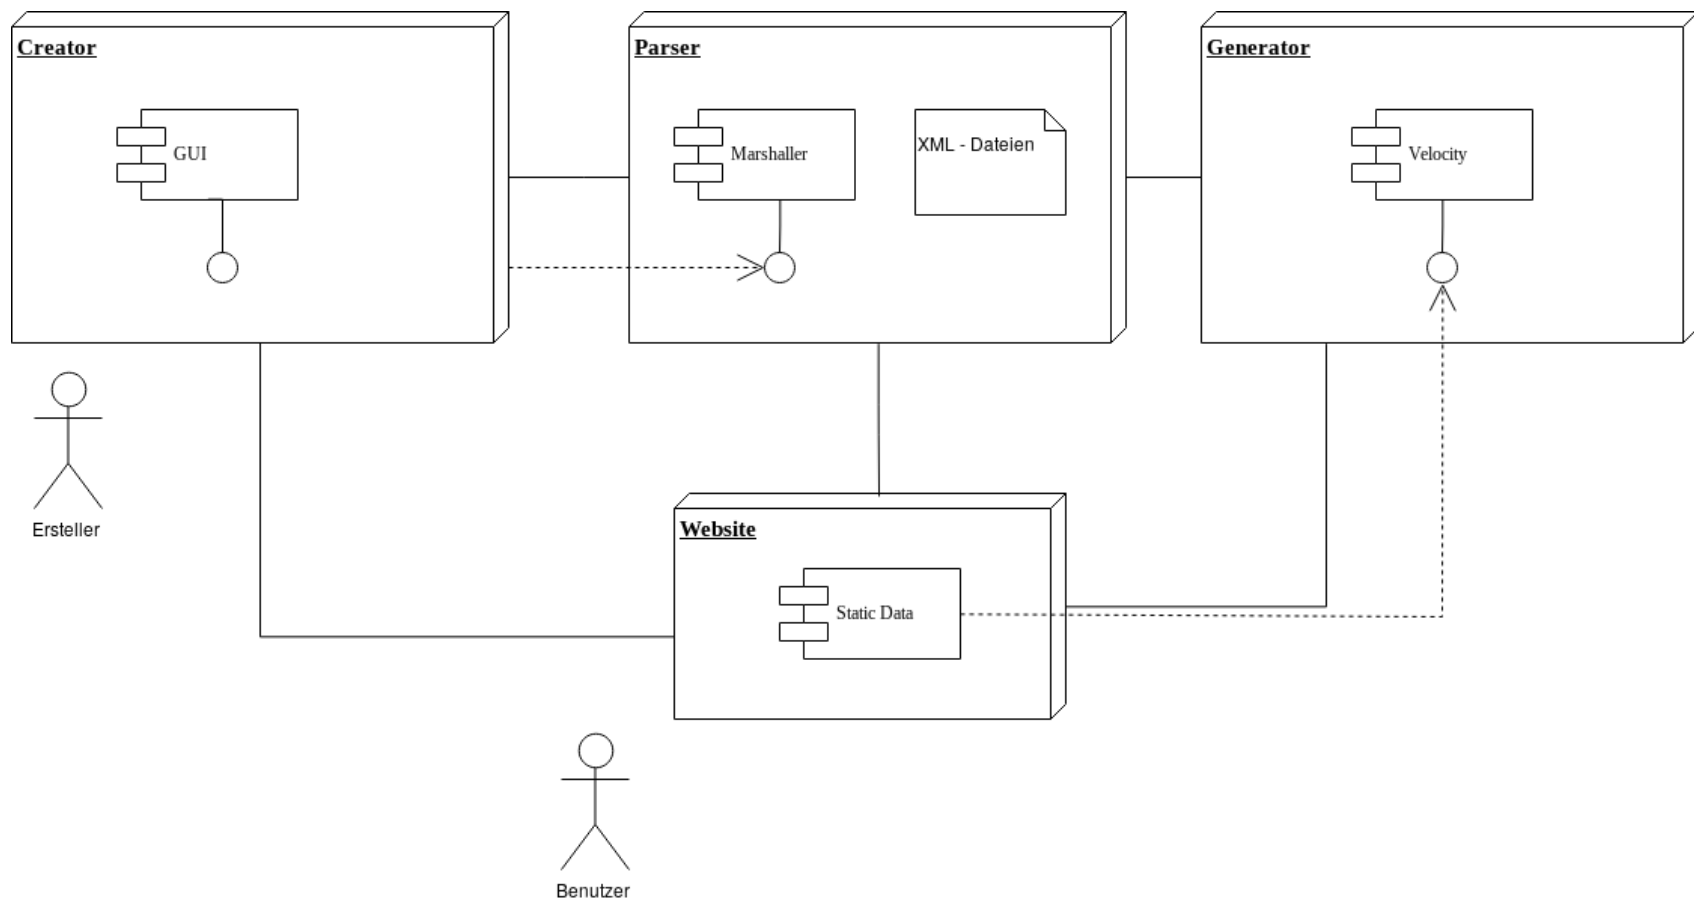 Creator
Parser
Generator
GUI
Marshaller
XML - Dateien
Velocity
Ersteller
Website
Static Data
Benutzer